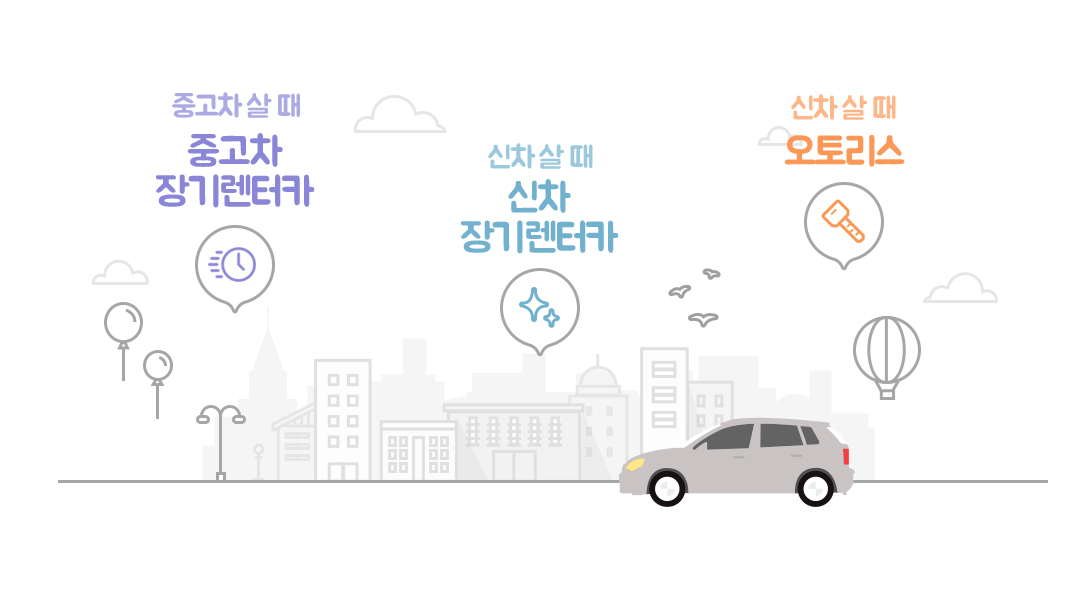 중고차 살 때
중고차
장기렌터카
신차 살 때
신차
장기렌터카
신차 살 때
오토리스